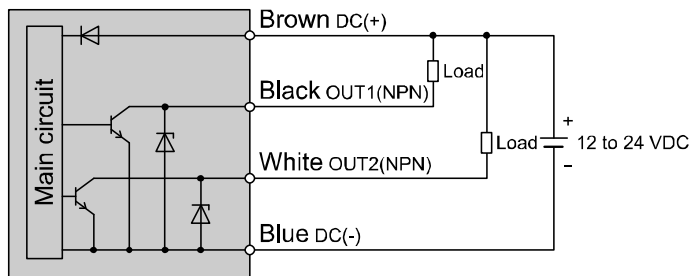 Brown DC(+)
Load
Black OUT1(NPN)
Main circuit
+
Load 12 to 24 VDC
White OUT2(NPN)
−
Blue DC(-)